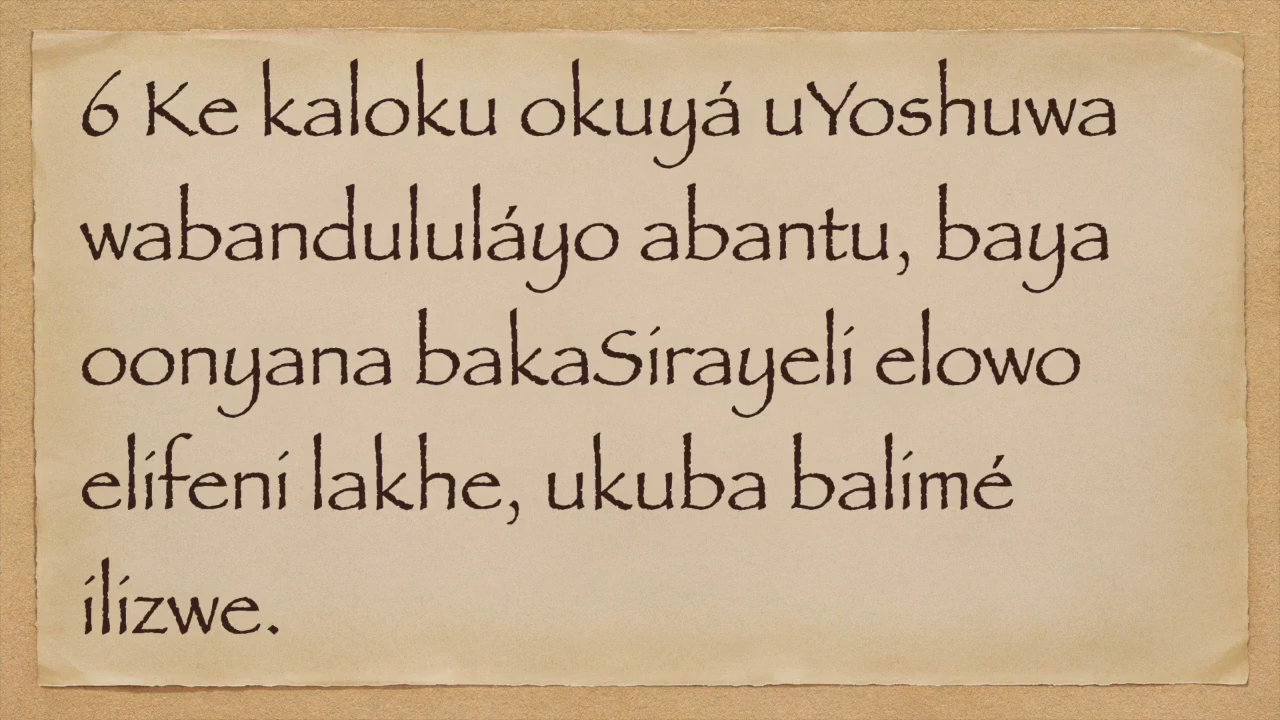 6 Ke kaloku okuyá uYoshuwa
wabandululáyo abantu, baya
oonyana bakaSirayeli elowo
elifeni lakhe, ukuba balimé
ilizwe.